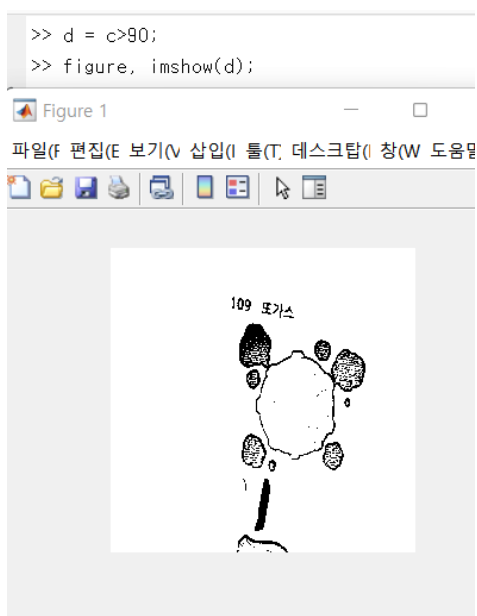 >> d = c>90;
>> figure, imshow(d);
Figure 1
파일(F 편집(E 보기(V 삽입(I 툴(T) 데스크탑( 창(W 도움말
109 또가스